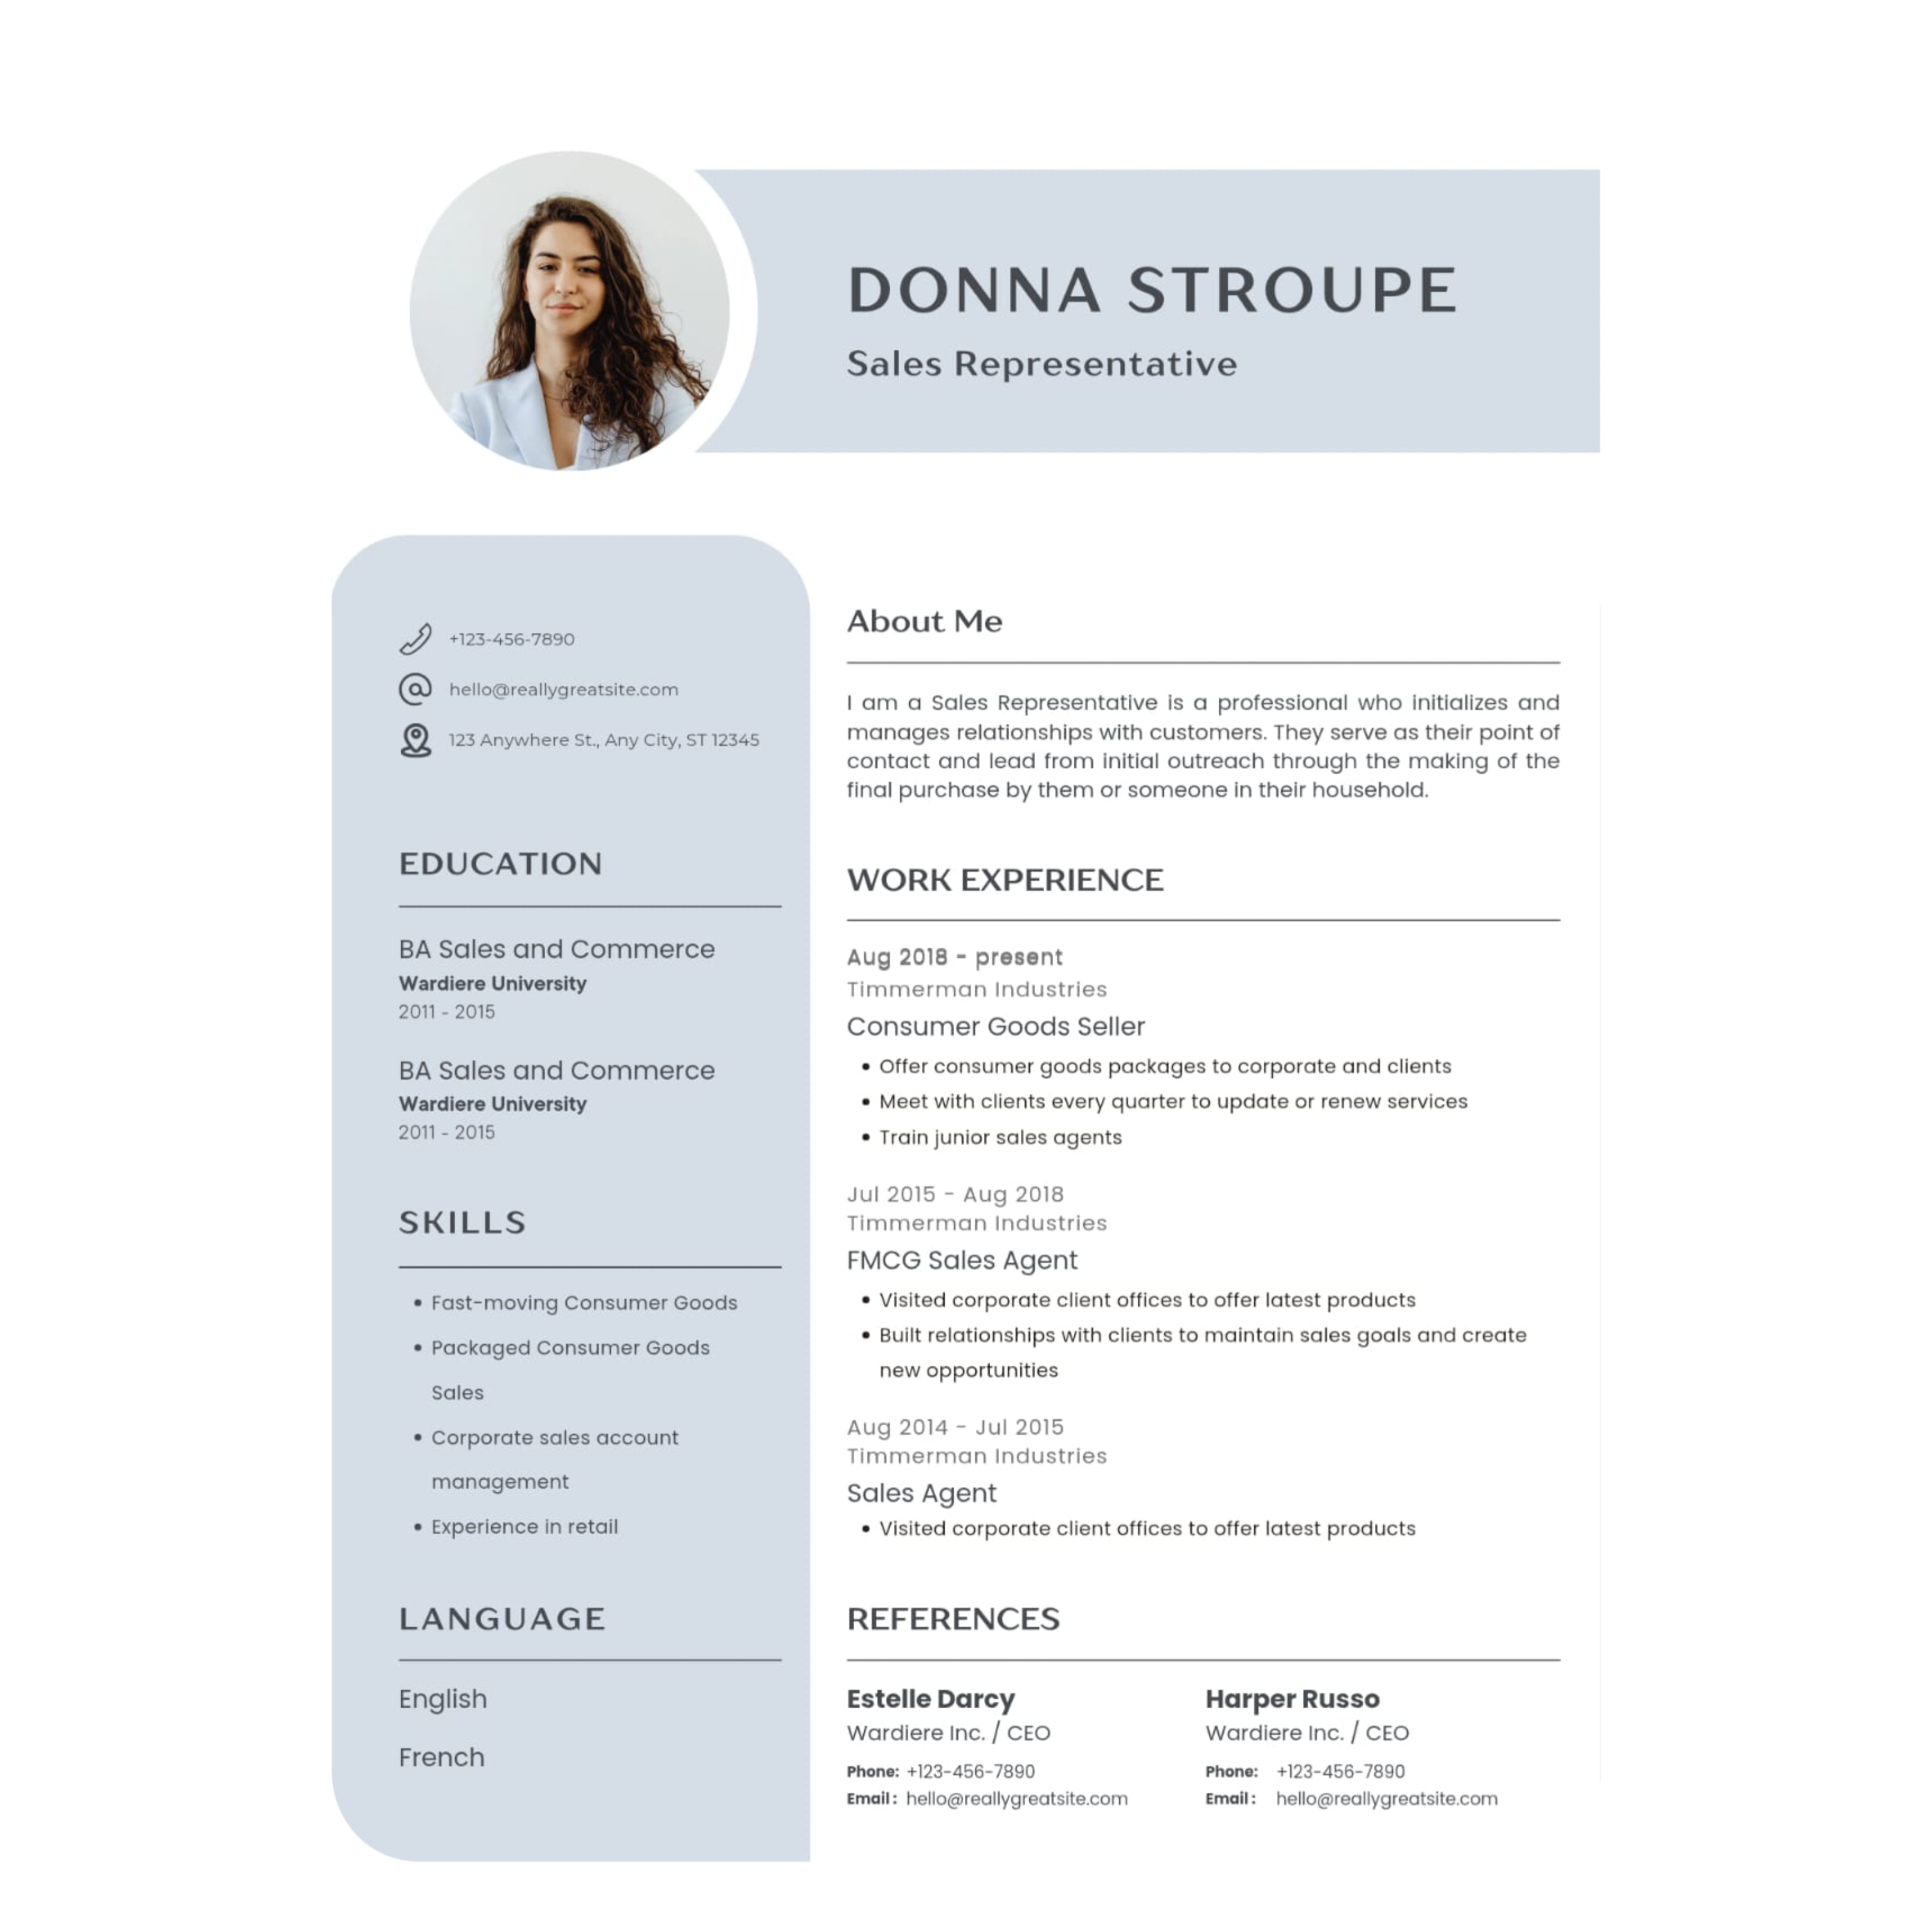 DONNA STROUPE
Sales Representative
+123-456-7890
hello@reallygreatsite.com
123 Anywhere St., Any City, ST 12345
EDUCATION
BA Sales and Commerce
Wardiere University
2011 - 2015
BA Sales and Commerce
Wardiere University
2011 - 2015
SKILLS
• Fast-moving Consumer Goods
• Packaged Consumer Goods
Sales
• Corporate sales account
management
• Experience in retail
LANGUAGE
English
French
About Me
I am a Sales Representative is a professional who initializes and
manages relationships with customers. They serve as their point of
contact and lead from initial outreach through the making of the
final purchase by them or someone in their household.
WORK EXPERIENCE
Aug 2018 - present
Timmerman Industries
Consumer Goods Seller
• Offer consumer goods packages to corporate and clients
• Meet with clients every quarter to update or renew services
• Train junior sales agents
Jul 2015 - Aug 2018
Timmerman Industries
FMCG Sales Agent
• Visited corporate client offices to offer latest products
• Built relationships with clients to maintain sales goals and create
new opportunities
Aug 2014 - Jul 2015
Timmerman Industries
Sales Agent
• Visited corporate client offices to offer latest products
REFERENCES
Estelle Darcy
Wardiere Inc. / CEO
Phone: +123-456-7890
Email : hello@reallygreatsite.com
Harper Russo
Wardiere Inc. / CEO
Phone: +123-456-7890
Email : hello@reallygreatsite.com